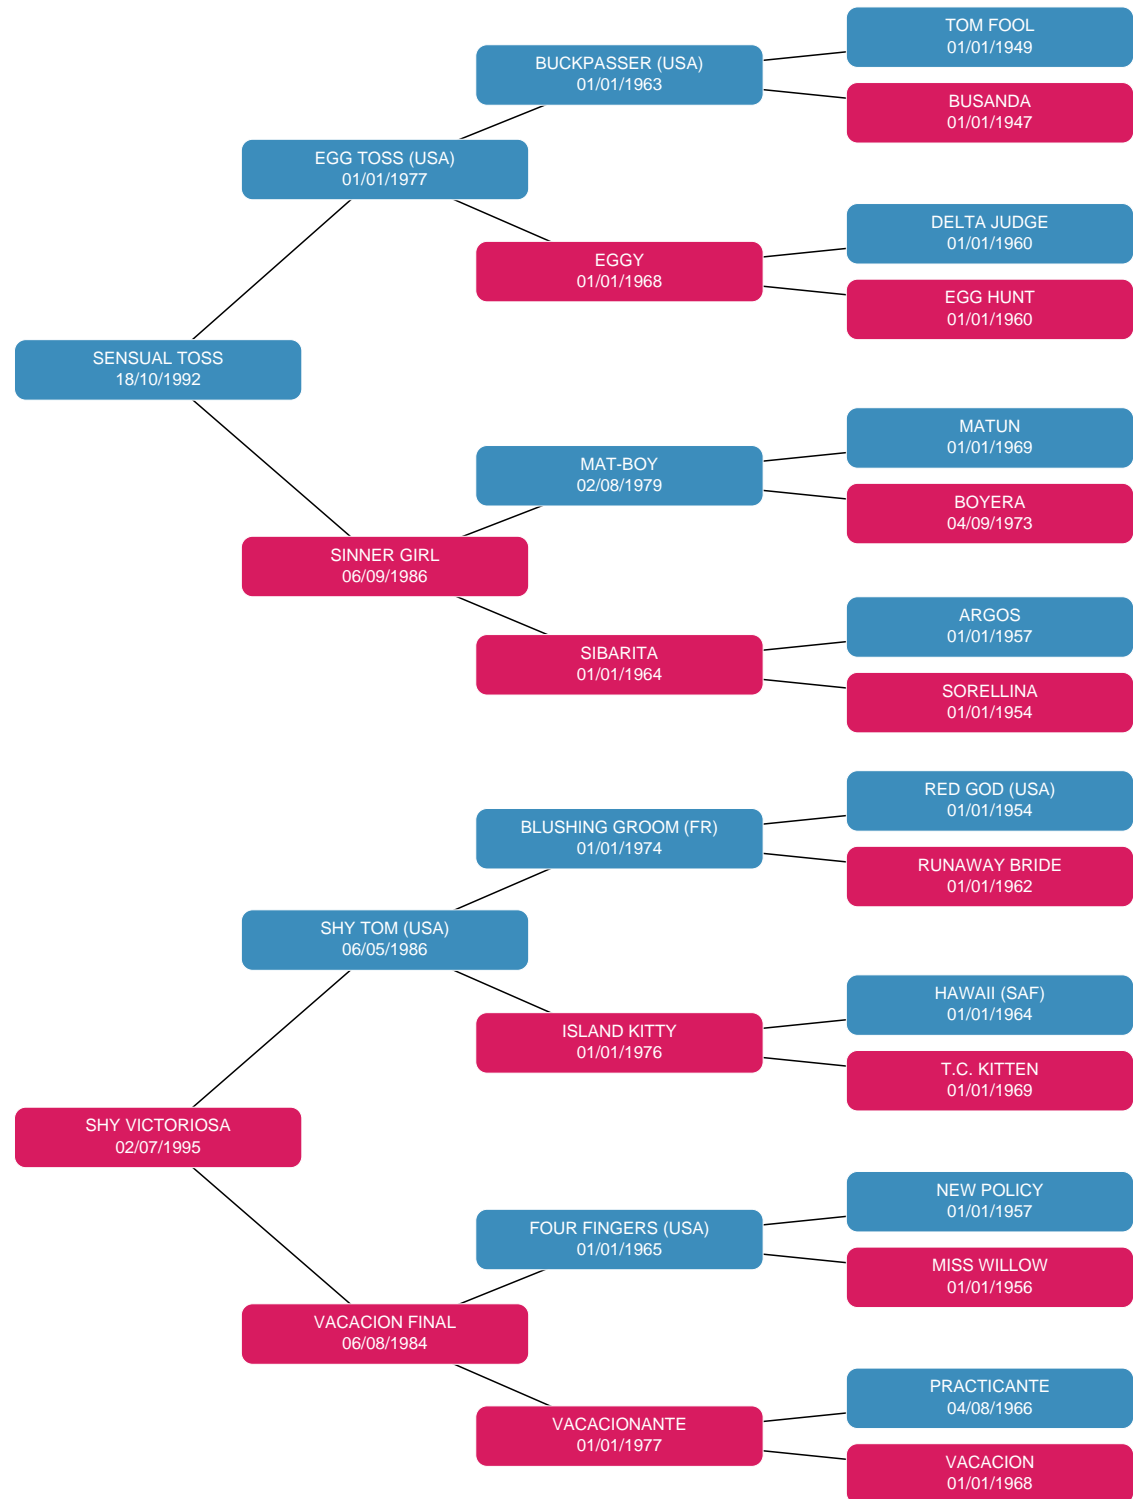 TOM FOOL
01/01/1949
BUCKPASSER (USA)
01/01/1963
BUSANDA
01/01/1947
EGG TOSS (USA)
01/01/1977
DELTA JUDGE
01/01/1960
EGGY
01/01/1968
EGG HUNT
01/01/1960
SENSUAL TOSS
18/10/1992
MATUN
01/01/1969
MAT-BOY
02/08/1979
BOYERA
04/09/1973
SINNER GIRL
06/09/1986
ARGOS
01/01/1957
SIBARITA
01/01/1964
SORELLINA
01/01/1954
RED GOD (USA)
01/01/1954
BLUSHING GROOM (FR)
01/01/1974
RUNAWAY BRIDE
01/01/1962
SHY TOM (USA)
06/05/1986
HAWAII (SAF)
01/01/1964
ISLAND KITTY
01/01/1976
T.C. KITTEN
01/01/1969
SHY VICTORIOSA
02/07/1995
NEW POLICY
01/01/1957
FOUR FINGERS (USA)
01/01/1965
MISS WILLOW
01/01/1956
VACACION FINAL
06/08/1984
PRACTICANTE
04/08/1966
VACACIONANTE
01/01/1977
VACACION
01/01/1968